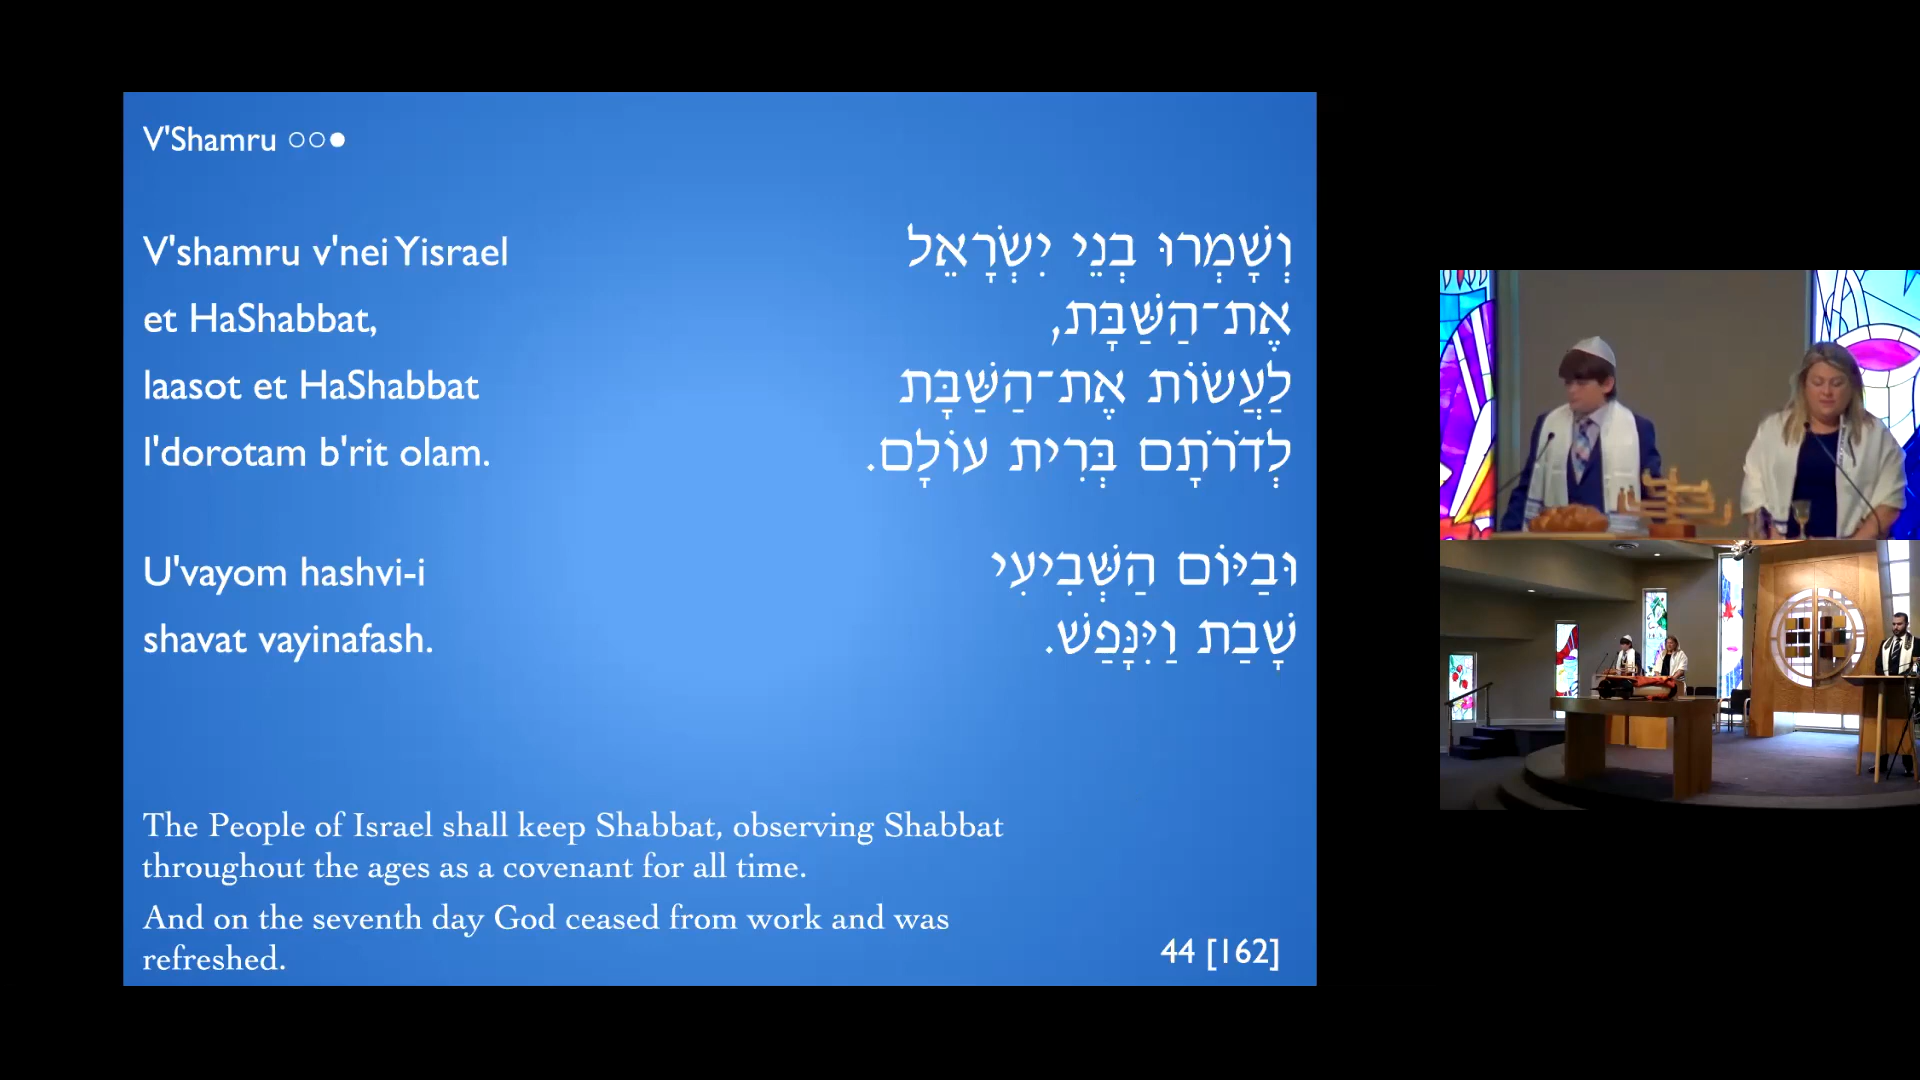 V'Shamru ○○●
V'shamru v'nei Yisrael
et HaShabbat,
laasot et HaShabbat
l'dorotam b'rit olam.
U'vayom hashvi-i
shavat vayinafash.
וְשָׁמְרוּ בְנֵי יִשְׂרָאֵל
אֶת־הַשַּׁבָּת,
לַעֲשׂוֹת אֶת־הַשַּׁבָּת
לְדֹרֹתָם בְּרִית עוֹלָם.
וּבַיּוֹם הַשְּׁבִיעִי
שָׁבַת וַיִּנָּפַשׁ.
The People of Israel shall keep Shabbat, observing Shabbat
throughout the ages as a covenant for all time.
And on the seventh day God ceased from work and was
refreshed.
44 [162]